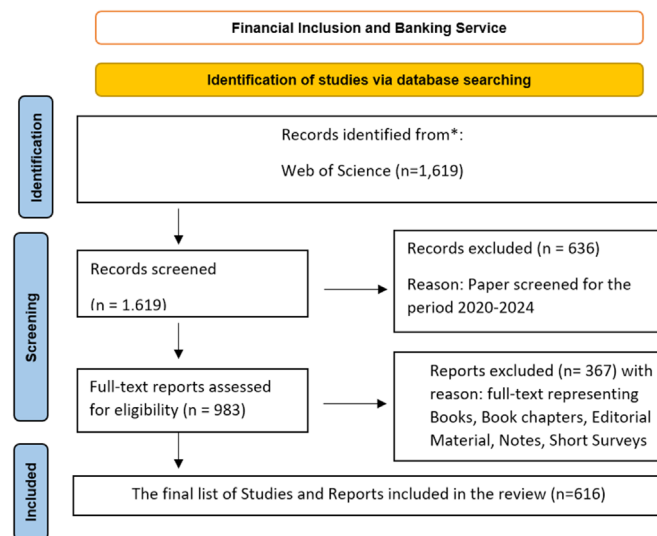 Financial Inclusion and Banking Service
Identification of studies via database searching
Identification
Records identified from*:
Web of Science (n=1,619)
Screening
Records screened
(n = 1.619)
Records excluded (n = 636)
Reason: Paper screened for the
period 2020-2024
Full-text reports assessed
for eligibility (n = 983)
Reports excluded (n= 367) with
reason: full-text representing
Books, Book chapters, Editorial
Material, Notes, Short Surveys
Included
The final list of Studies and Reports included in the review (n=616)